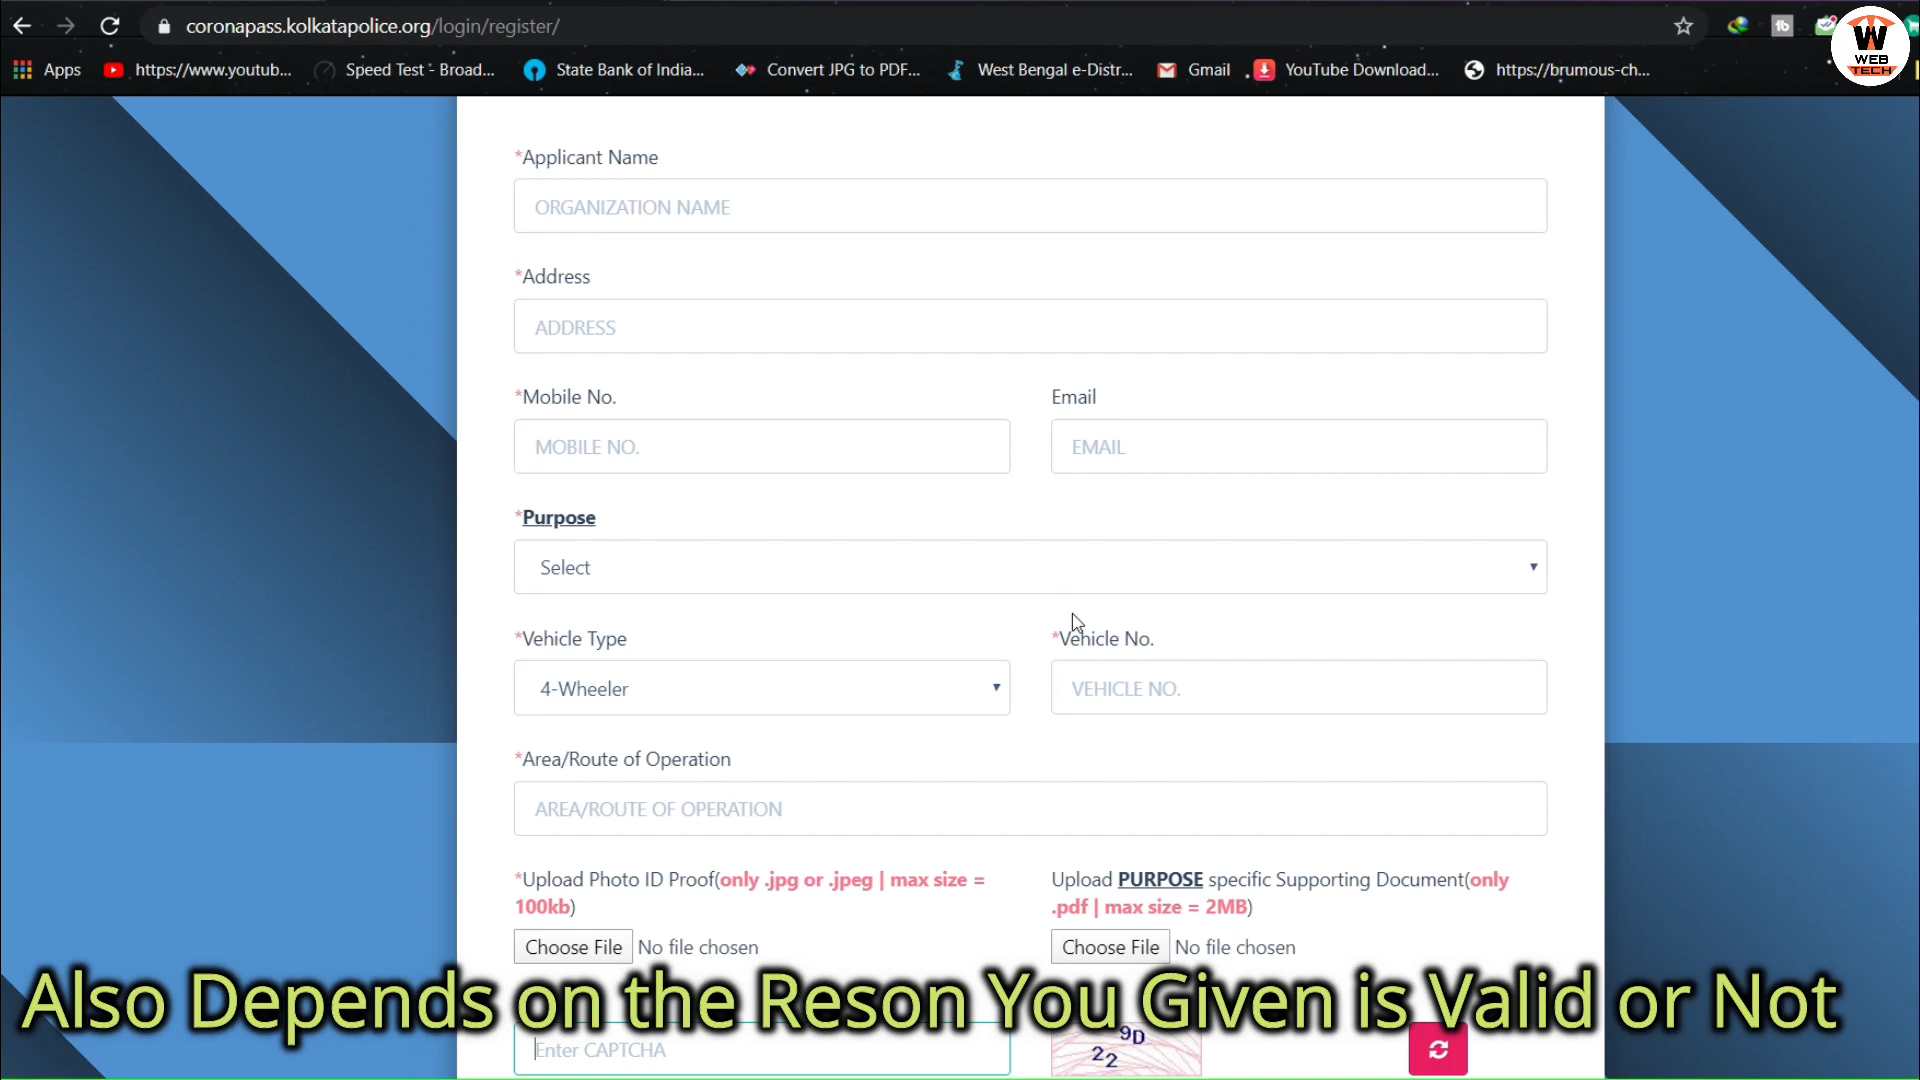 coronapass.kolkatapolice.org/login/register/
Apps https://www.youtub... Speed Test - Broad... State Bank of India... Convert JPG to PDF... West Bengal e-Distr... Gmail YouTube Download... https://brumous-ch...
W
WEB
TECH
*Applicant Name
ORGANIZATION NAME
*Address
ADDRESS
*Mobile No. Email
MOBILE NO. EMAIL
*Purpose
Select
*Vehicle Type *Vehicle No.
4-Wheeler VEHICLE NO.
*Area/Route of Operation
AREA/ROUTE OF OPERATION
*Upload Photo ID Proof(only .jpg or .jpeg | max size =
100kb)
Upload PURPOSE specific Supporting Document(only
.pdf | max size = 2MB)
Choose File No file chosen Choose File No file chosen
Also Depends on the Reson You Given is Valid or Not
Enter CAPTCHA
22 9D